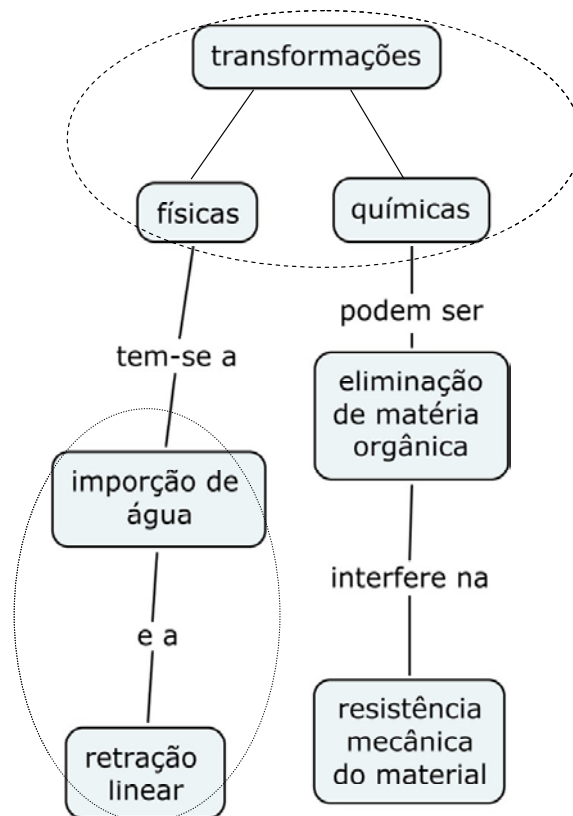 transformações
físicas
químicas
podem ser
tem-se a
eliminação
de matéria
orgânica
imporção de
água
interfere na
e a
resistência
mecânica
do material
retração
linear